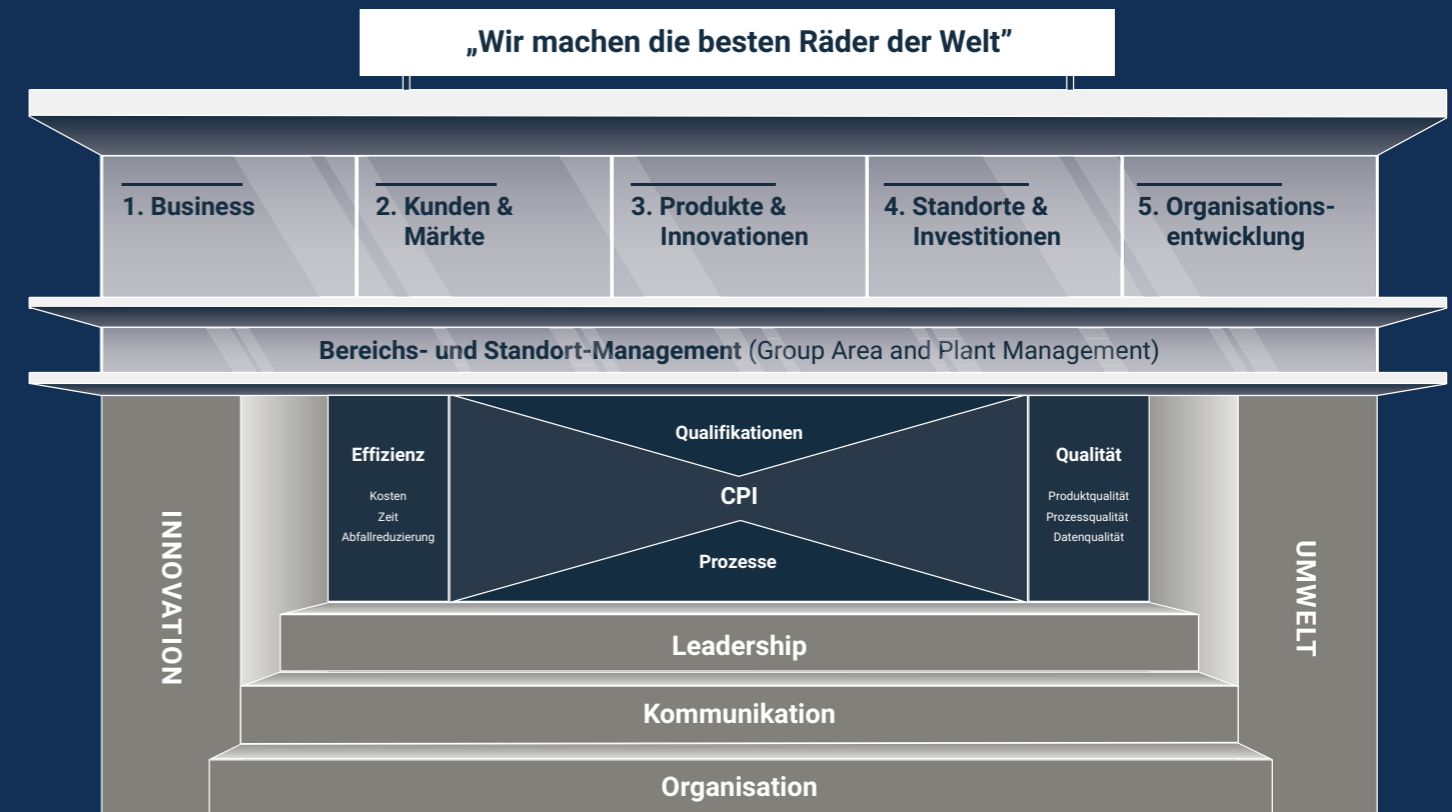 „Wir machen die besten Räder der Welt”
1. Business
2. Kunden &
Märkte
3. Produkte &
Innovationen
4. Standorte &
Investitionen
5. Organisations-
entwicklung
Bereichs- und Standort-Management (Group Area and Plant Management)
INNOVATION
Effizienz
Kosten
Zeit
Abfallreduzierung
Qualifikationen
CPI
Prozesse
Qualität
Produktqualität
Prozessqualität
Datenqualität
UMWELT
Leadership
Kommunikation
Organisation